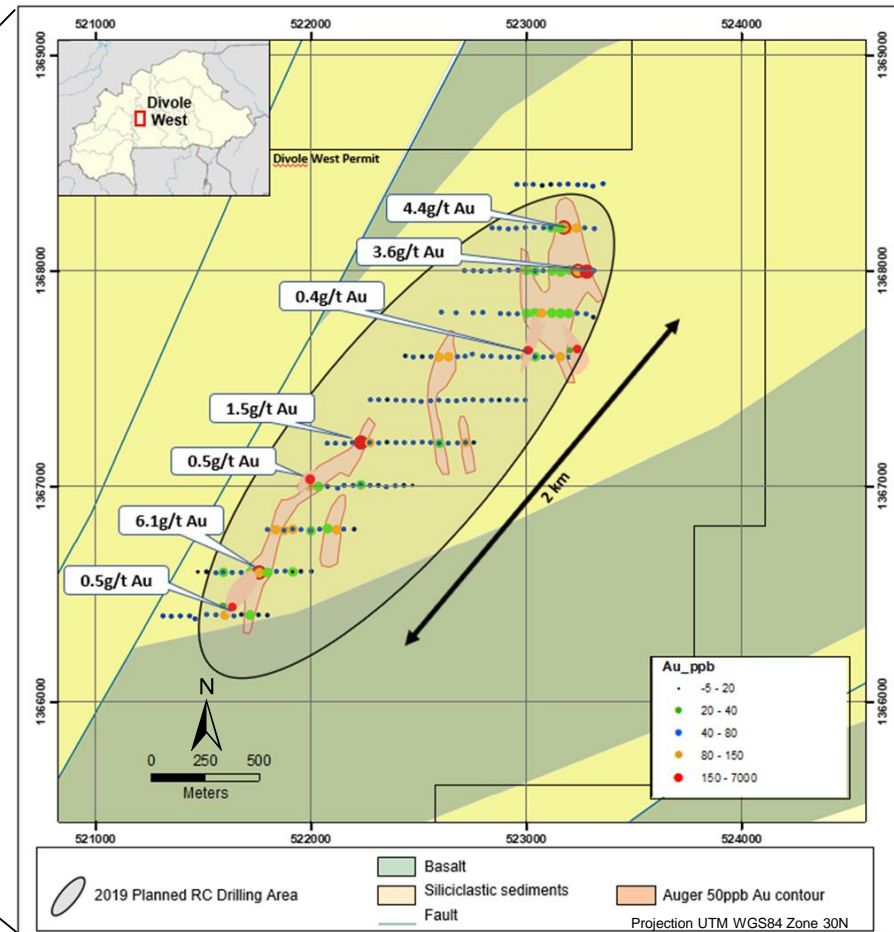 521000
522000
523000
524000
1369000
1369000
Divole
West
Divole West Permit
4.4g/t Au
3.6g/t Au
1368000
1368000
0.4g/t Au
1.5g/t Au
0.5g/t Au
1367000
1367000
2 km
6.1g/t Au
0.5g/t Au
Au_ppb
-5 - 20
20 - 40
40 - 80
80 - 150
150 - 7000
N
1366000
1366000
0 250 500
Meters
521000
522000
523000
524000
2019 Planned RC Drilling Area
Basalt
Siliciclastic sediments
Fault
Auger 50ppb Au contour
Projection UTM WGS84 Zone 30N